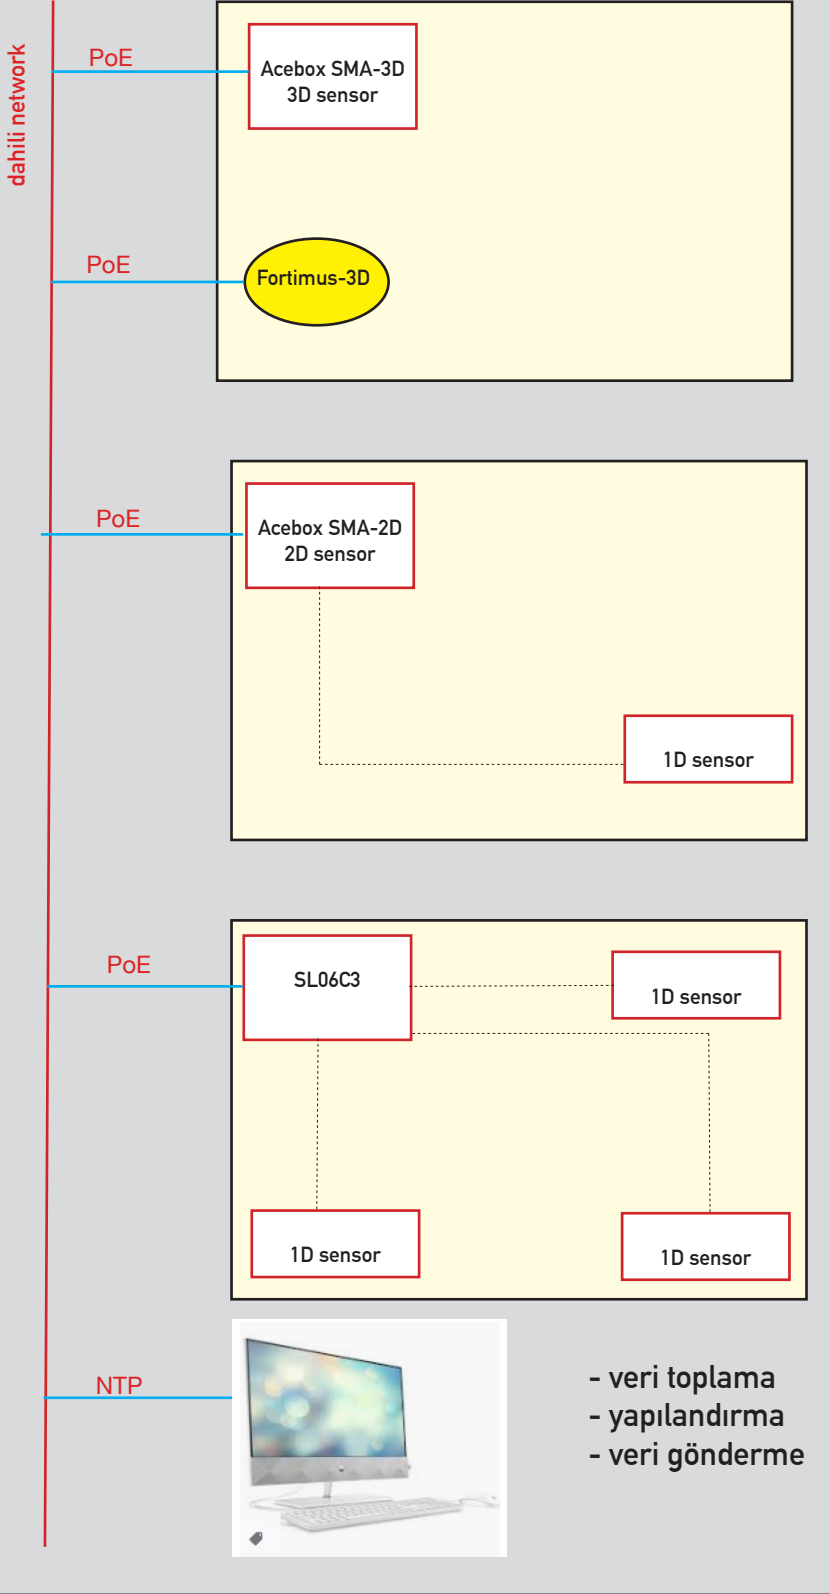 dahili network
PoE
Acebox SMA-3D
3D sensor
PoE
Fortimus-3D
PoE
Acebox SMA-2D
2D sensor
1D sensor
PoE
SL06C3
1D sensor
1D sensor
1D sensor
NTP
- veri toplama
- yapılandırma
- veri gönderme